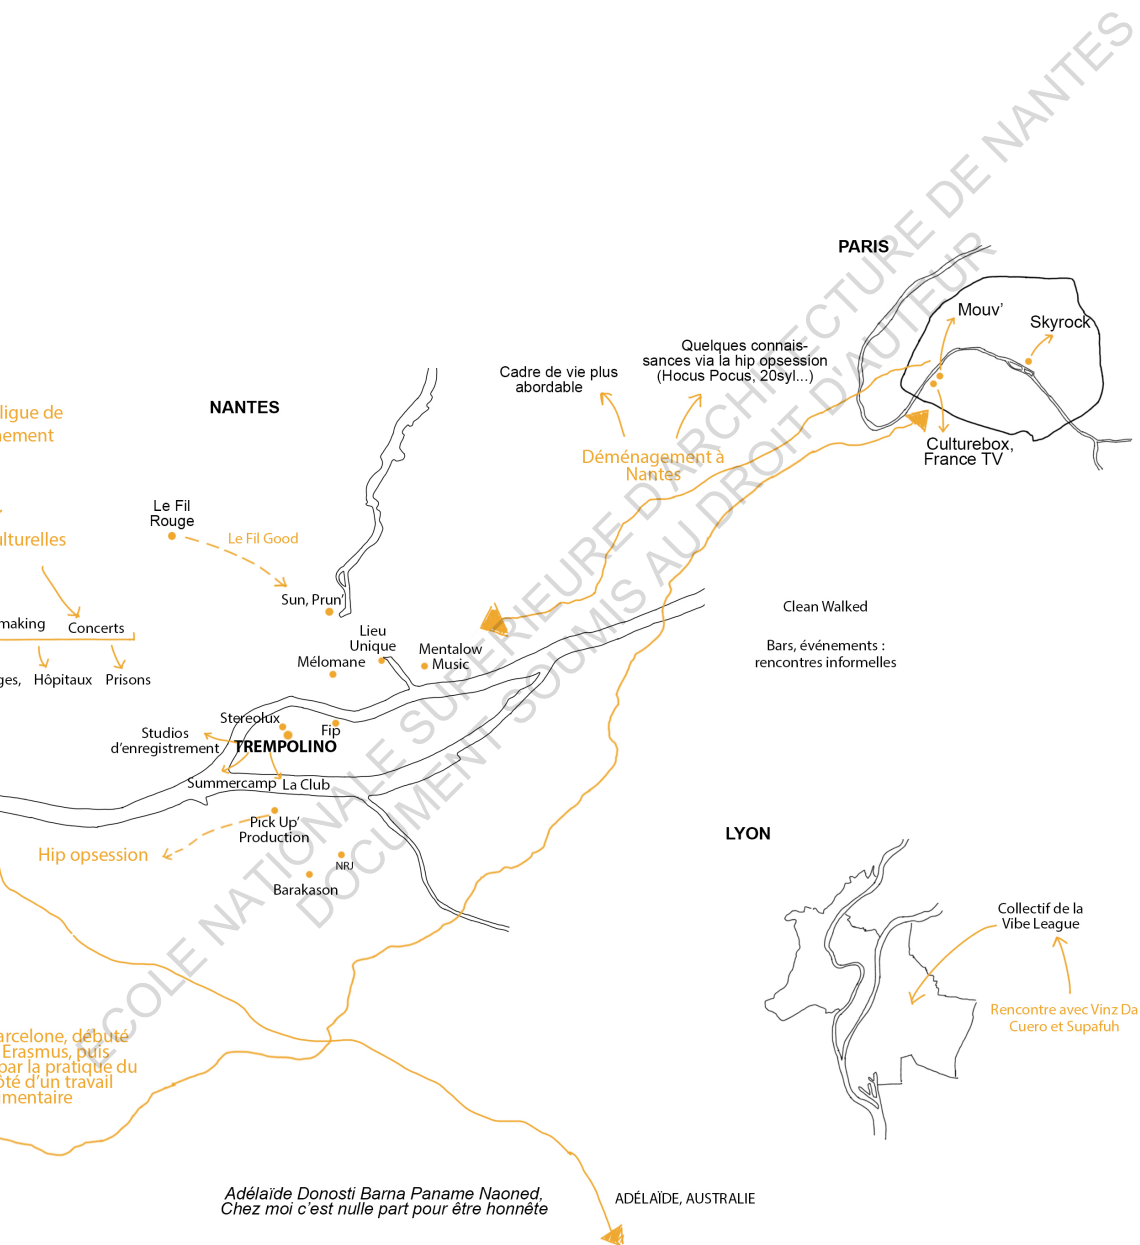 PARIS
Mouv’
Skyrock
Quelques connais-
sances via la hip opsession
(Hocus Pocus, 20syl...)
Cadre de vie plus
abordable
NANTES
ligue de
Culturebox,
France TV
Déménagement à
Nantes
Le Fil
Rouge
Le Fil Good
Sun, Prun’
Clean Walked
Concerts
Lieu
Unique
Bars, événements :
rencontres informelles
Mentalow
Music
Mélomane
Hôpitaux
Prisons
Stereolux
Fip
Studios
d’enregistrement
TREMPOLINO
Summercamp
La Club
Pick Up’
Production
LYON
Hip opsession
NRJ
Barakason
Collectif de la
Vibe League
Rencontre avec Vinz Da
Cuero et Supafuh
arcelone, débuté
Erasmus, puis
par la pratique du
ôté d’un travail
imentaire
Adélaïde Donosti Barna Paname Naoned,
Chez moi c’est nulle part pour être honnête
ADÉLAÏDE, AUSTRALIE
ECOLE NATIONALE SUPERIEURE D'ARCHITECTURE DE NANTES
DOCUMENT SOUMIS AU DROIT D'AUTEUR